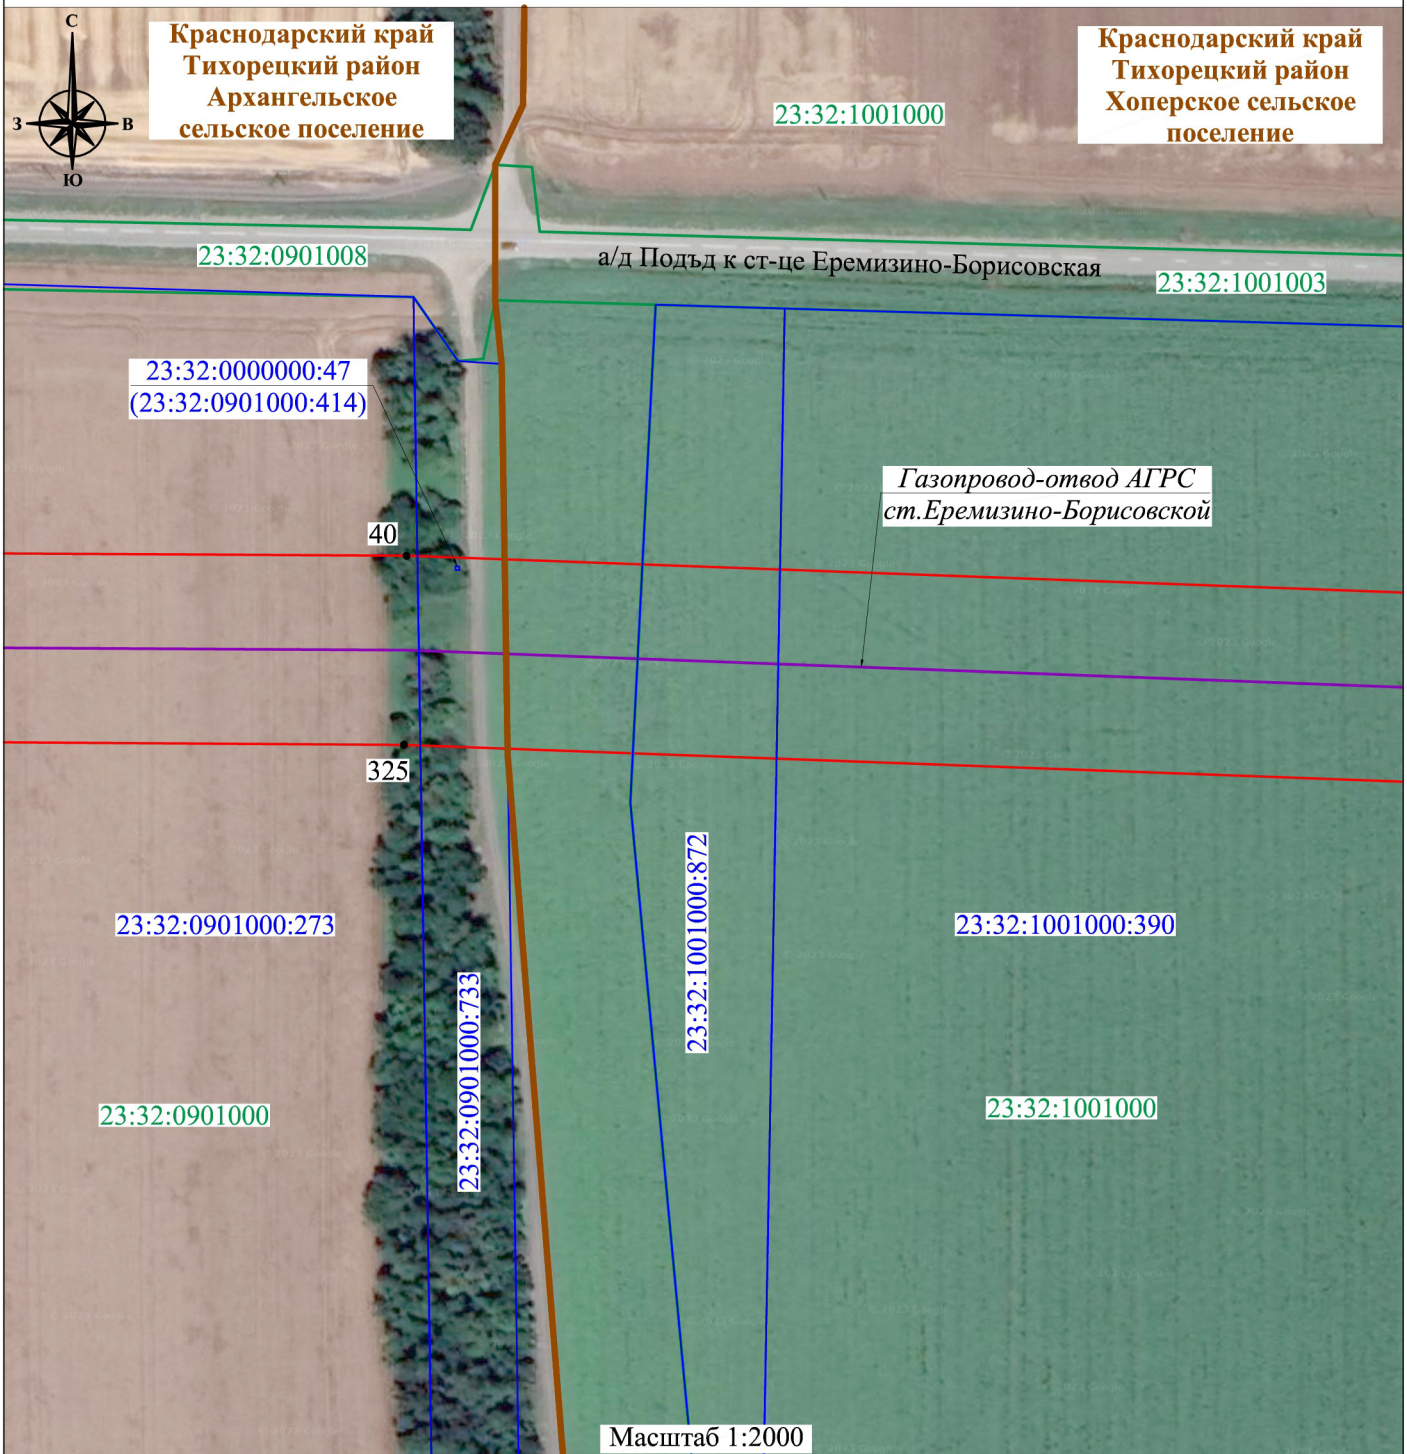 С
З
В
Ю
Краснодарский край
Тихорецкий район
Архангельское
сельское поселение
Краснодарский край
Тихорецкий район
Хоперское сельское
поселение
23:32:1001000
23:32:0901008
а/д Подъд к ст-це Еремизино-Борисовская
23:32:1001003
23:32:0000000:47
(23:32:0901000:414)
Газопровод-отвод АГРС
ст.Еремизино-Борисовской
40
325
23:32:1001000:872
23:32:0901000:273
23:32:1001000:390
23:32:0901000:733
23:32:0901000
23:32:1001000
Масштаб 1:2000